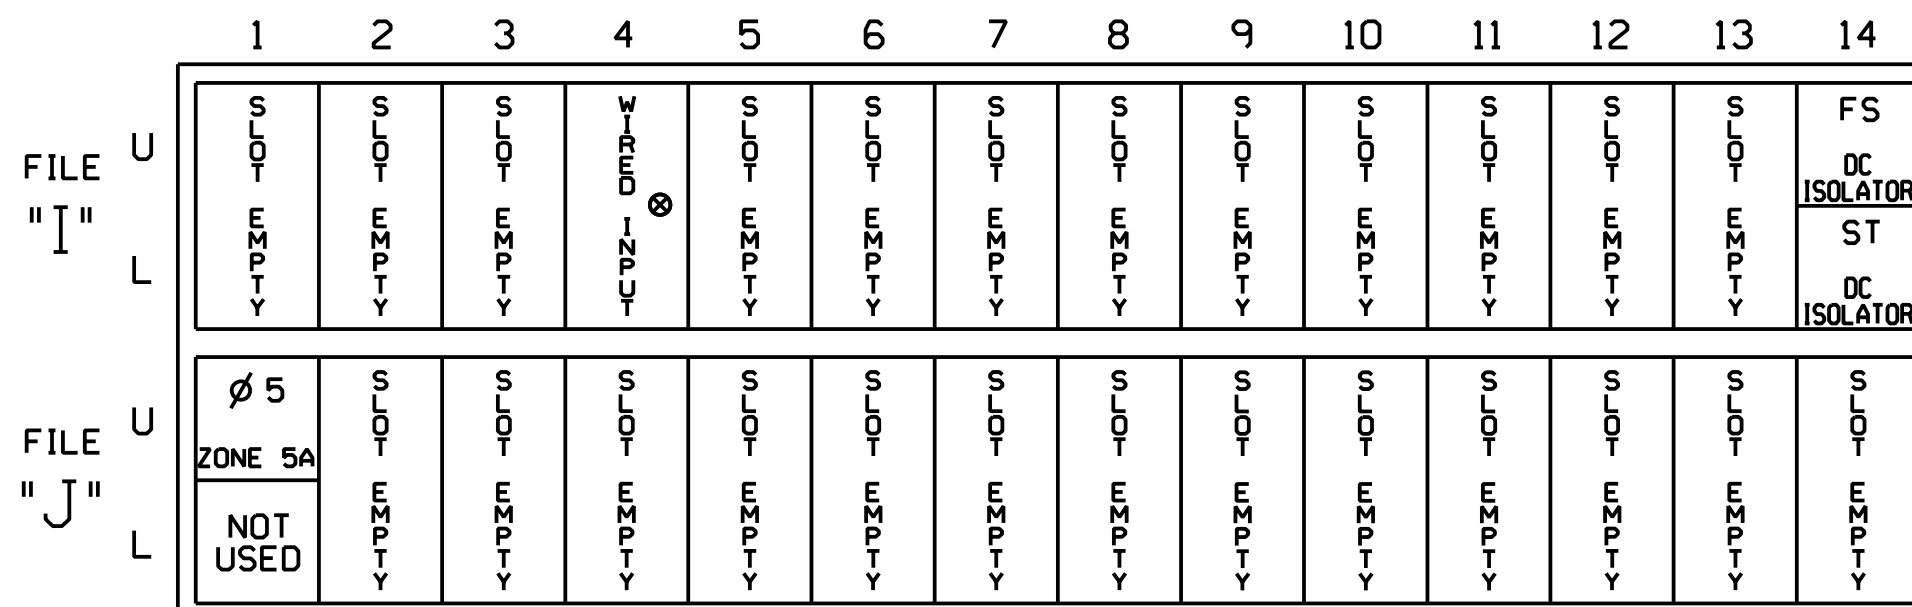 1 2 3 4 5 6 7 8 9 10 11 12 13 14
FILE "I"
U
L
SLOT EMPTY
SLOT EMPTY
SLOT EMPTY
WIRED INPUT ⊗
SLOT EMPTY
SLOT EMPTY
SLOT EMPTY
SLOT EMPTY
SLOT EMPTY
SLOT EMPTY
SLOT EMPTY
SLOT EMPTY
SLOT EMPTY
FS
DC
ISOLATOR
ST
DC
ISOLATOR
FILE "J"
U
L
Ø 5
ZONE 5A
NOT
USED
SLOT EMPTY
SLOT EMPTY
SLOT EMPTY
SLOT EMPTY
SLOT EMPTY
SLOT EMPTY
SLOT EMPTY
SLOT EMPTY
SLOT EMPTY
SLOT EMPTY
SLOT EMPTY
SLOT EMPTY
SLOT EMPTY